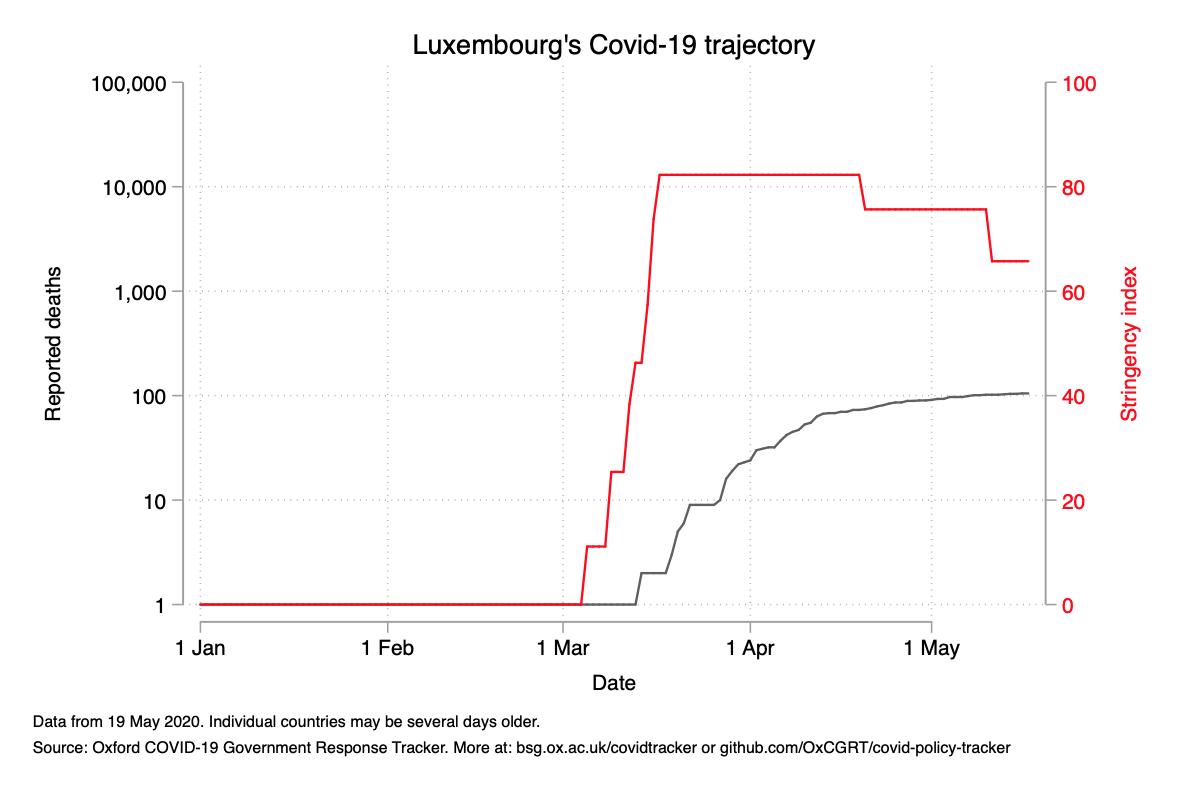 Luxembourg's Covid-19 trajectory
100,000
10,000
1,000
100
10
1
Reported deaths
100
80
60
40
20
0
Stringency index
1 Jan
1 Feb
1 Mar
1 Apr
1 May
Date
Data from 19 May 2020. Individual countries may be several days older.
Source: Oxford COVID-19 Government Response Tracker. More at: bsg.ox.ac.uk/covidtracker or github.com/OxCGRT/covid-policy-tracker